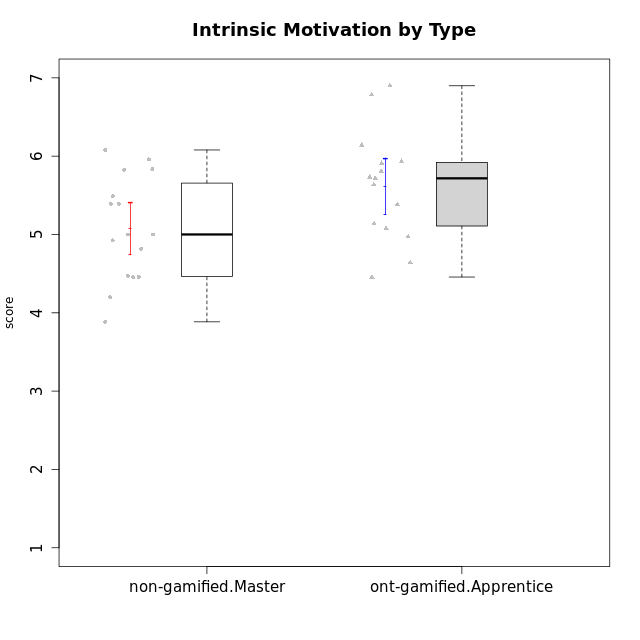 Intrinsic Motivation by Type
score
7
6
5
4
3
2
1
non-gamified.Master
ont-gamified.Apprentice